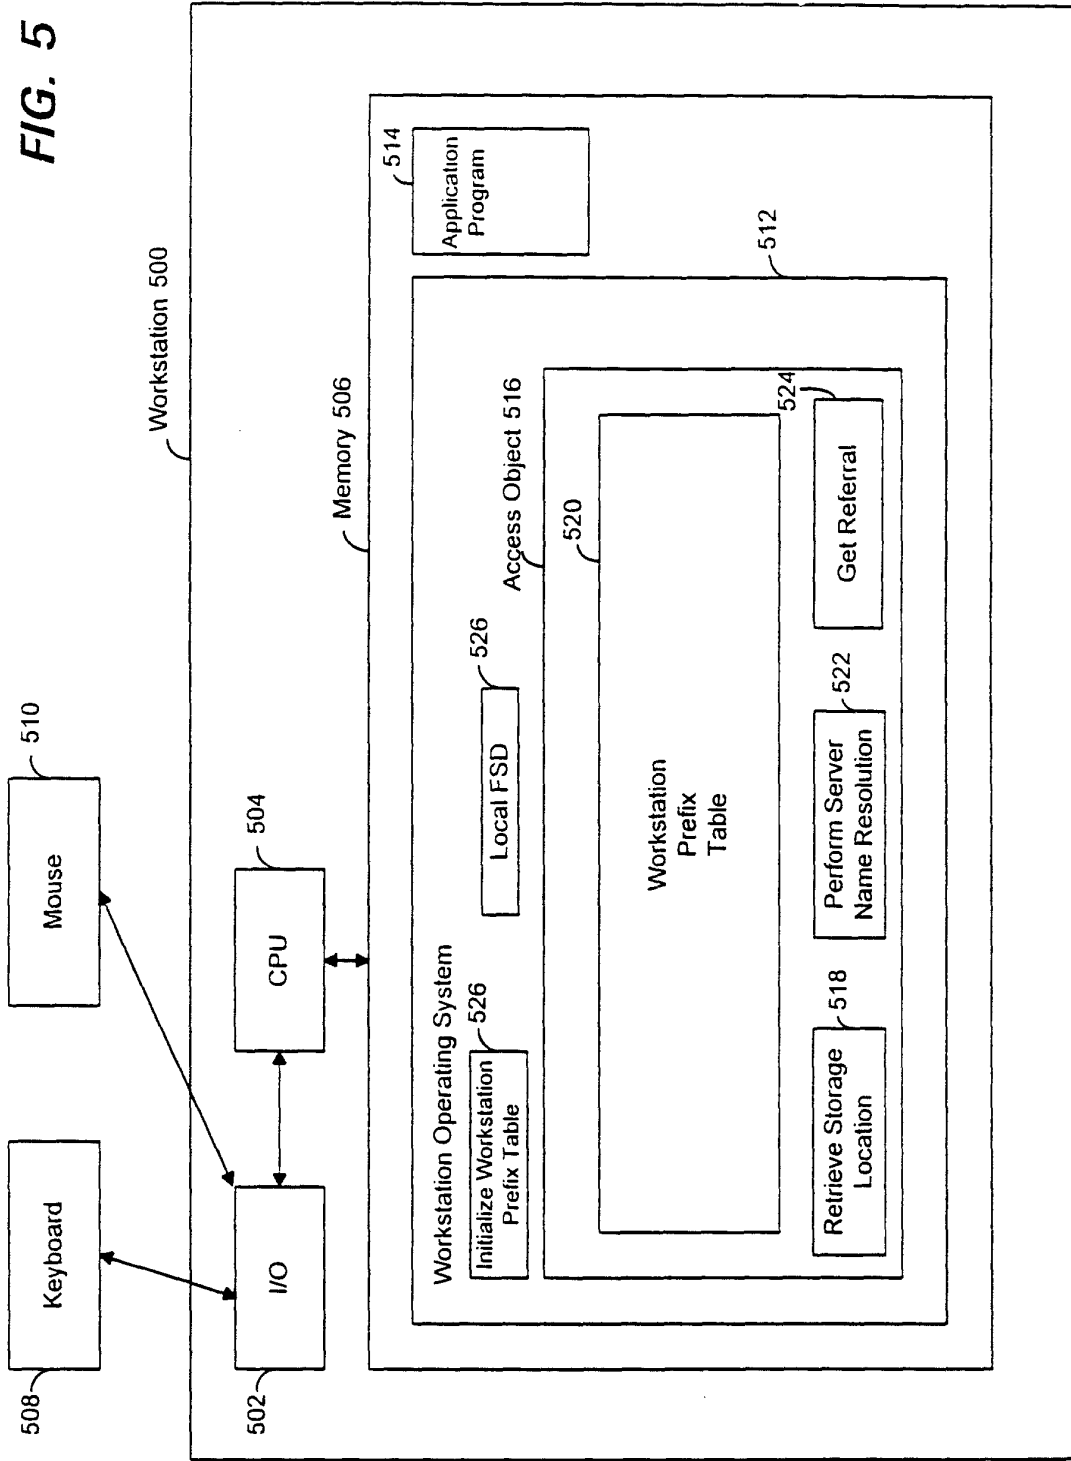 FIG. 5
508
Keyboard
Mouse
510
Workstation 500
502
I/O
CPU
504
Memory 506
Workstation Operating System
514
Application
Program
512
Initialize Workstation
Prefix Table
526
Local FSD
526
Access Object 516
520
Workstation
Prefix
Table
Retrieve Storage
Location
518
Perform Server
Name Resolution
522
Get Referral
524